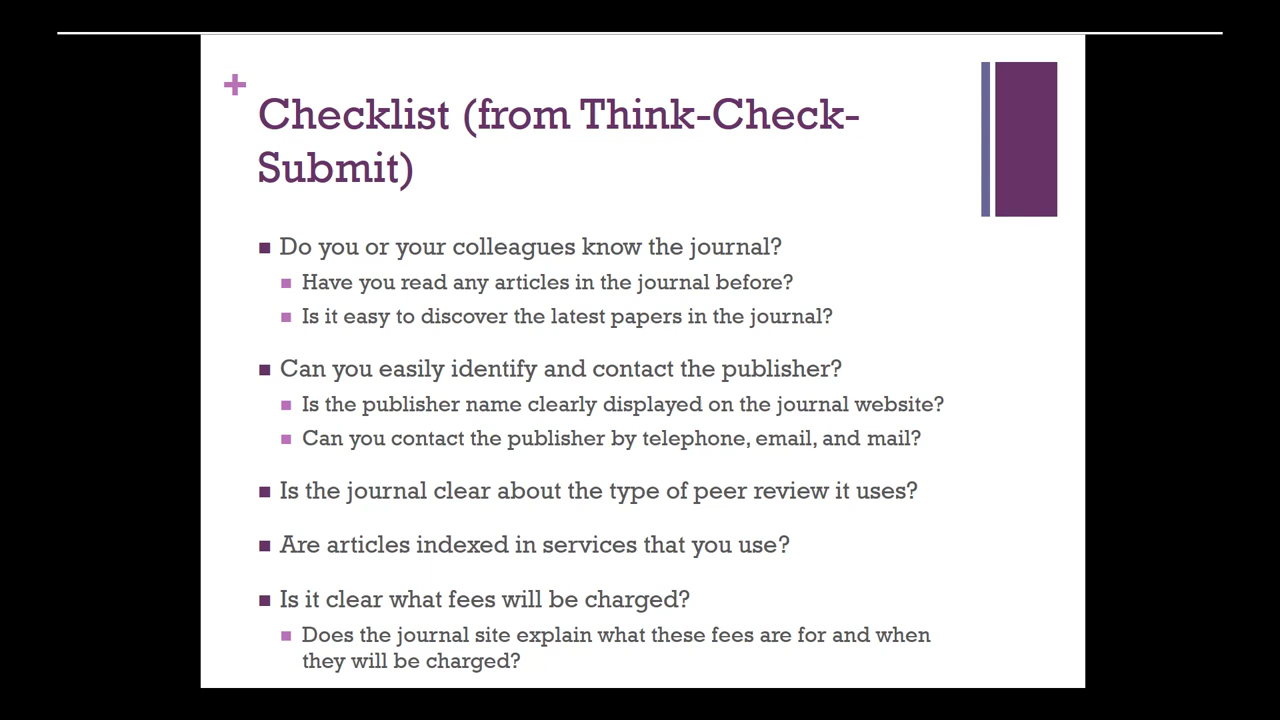 Checklist (from Think-Check-
Submit)
Do you or your colleagues know the journal?
Have you read any articles in the journal before?
Is it easy to discover the latest papers in the journal?
Can you easily identify and contact the publisher?
Is the publisher name clearly displayed on the journal website?
Can you contact the publisher by telephone, email, and mail?
Is the journal clear about the type of peer review it uses?
Are articles indexed in services that you use?
Is it clear what fees will be charged?
Does the journal site explain what these fees are for and when
they will be charged?